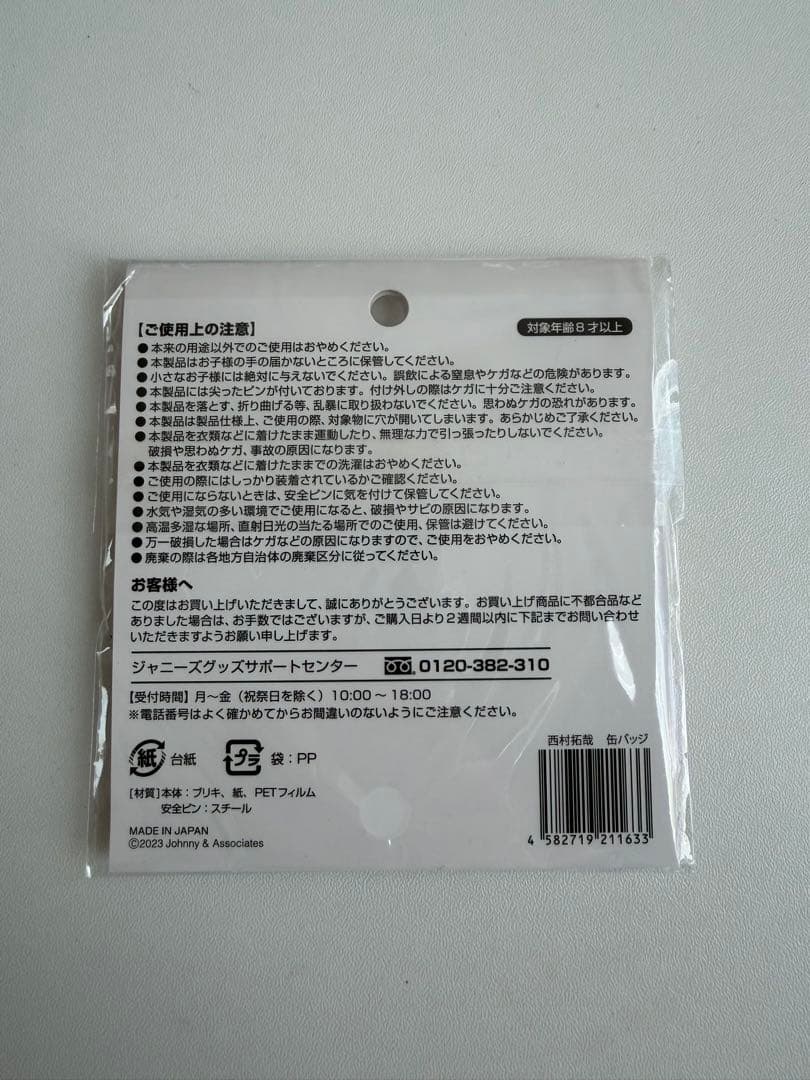 【ご使用上の注意】
対象年齢8才以上
●本来の用途以外でのご使用はおやめください。
●本製品はお子様の手の届かないところに保管してください。
●小さなお子様には絶対に与えないでください。誤飲による窒息やケガなどの危険があります。
●本製品には尖ったピンが付いております。付け外しの際はケガに十分ご注意ください。
●本製品を落とす、折り曲げる等、乱暴に取り扱わないでください。思わぬケガの恐れがあります。
●本製品は製品仕様上、ご使用の際、対象物に穴が開いてしまいます。あらかじめご了承ください。
●本製品を衣類などに着けたまま運動したり、無理な力で引っ張ったりしないでください。
破損や思わぬケガ、事故の原因になります。
●本製品を衣類などに着けたままでの洗濯はおやめください。
●ご使用の際にはしっかり装着されているかご確認ください。
●ご使用にならないときは、安全ピンに気を付けて保管してください。
●水気や湿気の多い環境でご使用になると、破損やサビの原因になります。
●高温多湿な場所、直射日光の当たる場所でのご使用、保管は避けてください。
●万一破損した場合はケガなどの原因になりますので、ご使用をおやめください。
●廃棄の際は各地方自治体の廃棄区分に従ってください。
お客様へ
この度はお買い上げいただきまして、誠にありがとうございます。お買い上げ商品に不都合品など
ありました場合は、お手数ではございますが、ご購入日より2週間以内に下記までお問い合わせ
いただきますようお願い申し上げます。
ジャニーズグッズサポートセンター 0120-382-310
【受付時間】月〜金（祝祭日を除く）10:00〜18:00
※電話番号はよく確かめてからお間違いのないようにご注意ください。
紙 台紙 プラ 袋：PP
西村拓哉 缶バッジ
[材質]本体：ブリキ、紙、PETフィルム
安全ピン：スチール
MADE IN JAPAN
©2023 Johnny & Associates
4 582719 211633